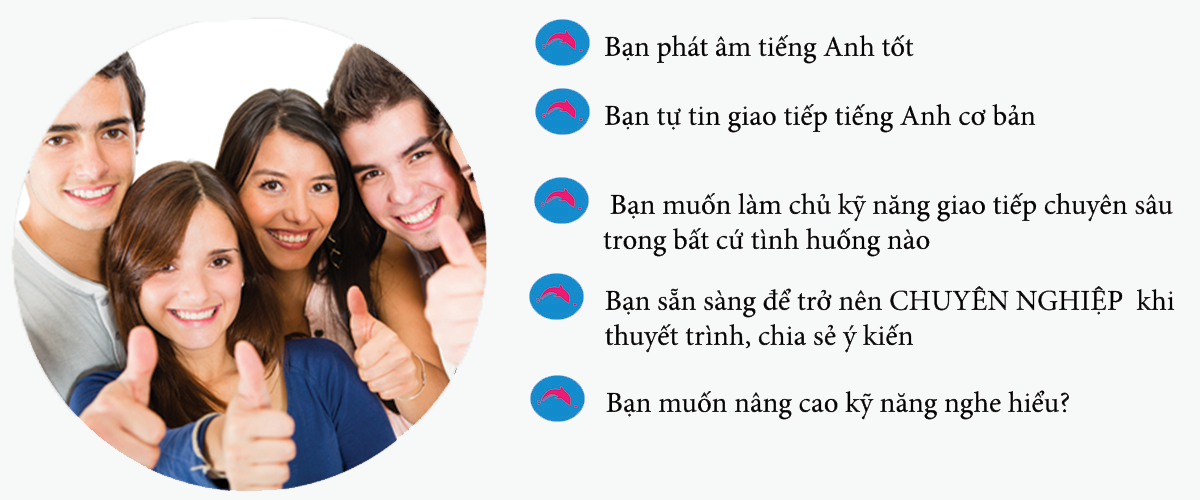 Bạn phát âm tiếng Anh tốt
Bạn tự tin giao tiếp tiếng Anh cơ bản
Bạn muốn làm chủ kỹ năng giao tiếp chuyên sâu
trong bất cứ tình huống nào
Bạn sẵn sàng để trở nên CHUYÊN NGHIỆP khi
thuyết trình, chia sẻ ý kiến
Bạn muốn nâng cao kỹ năng nghe hiểu?